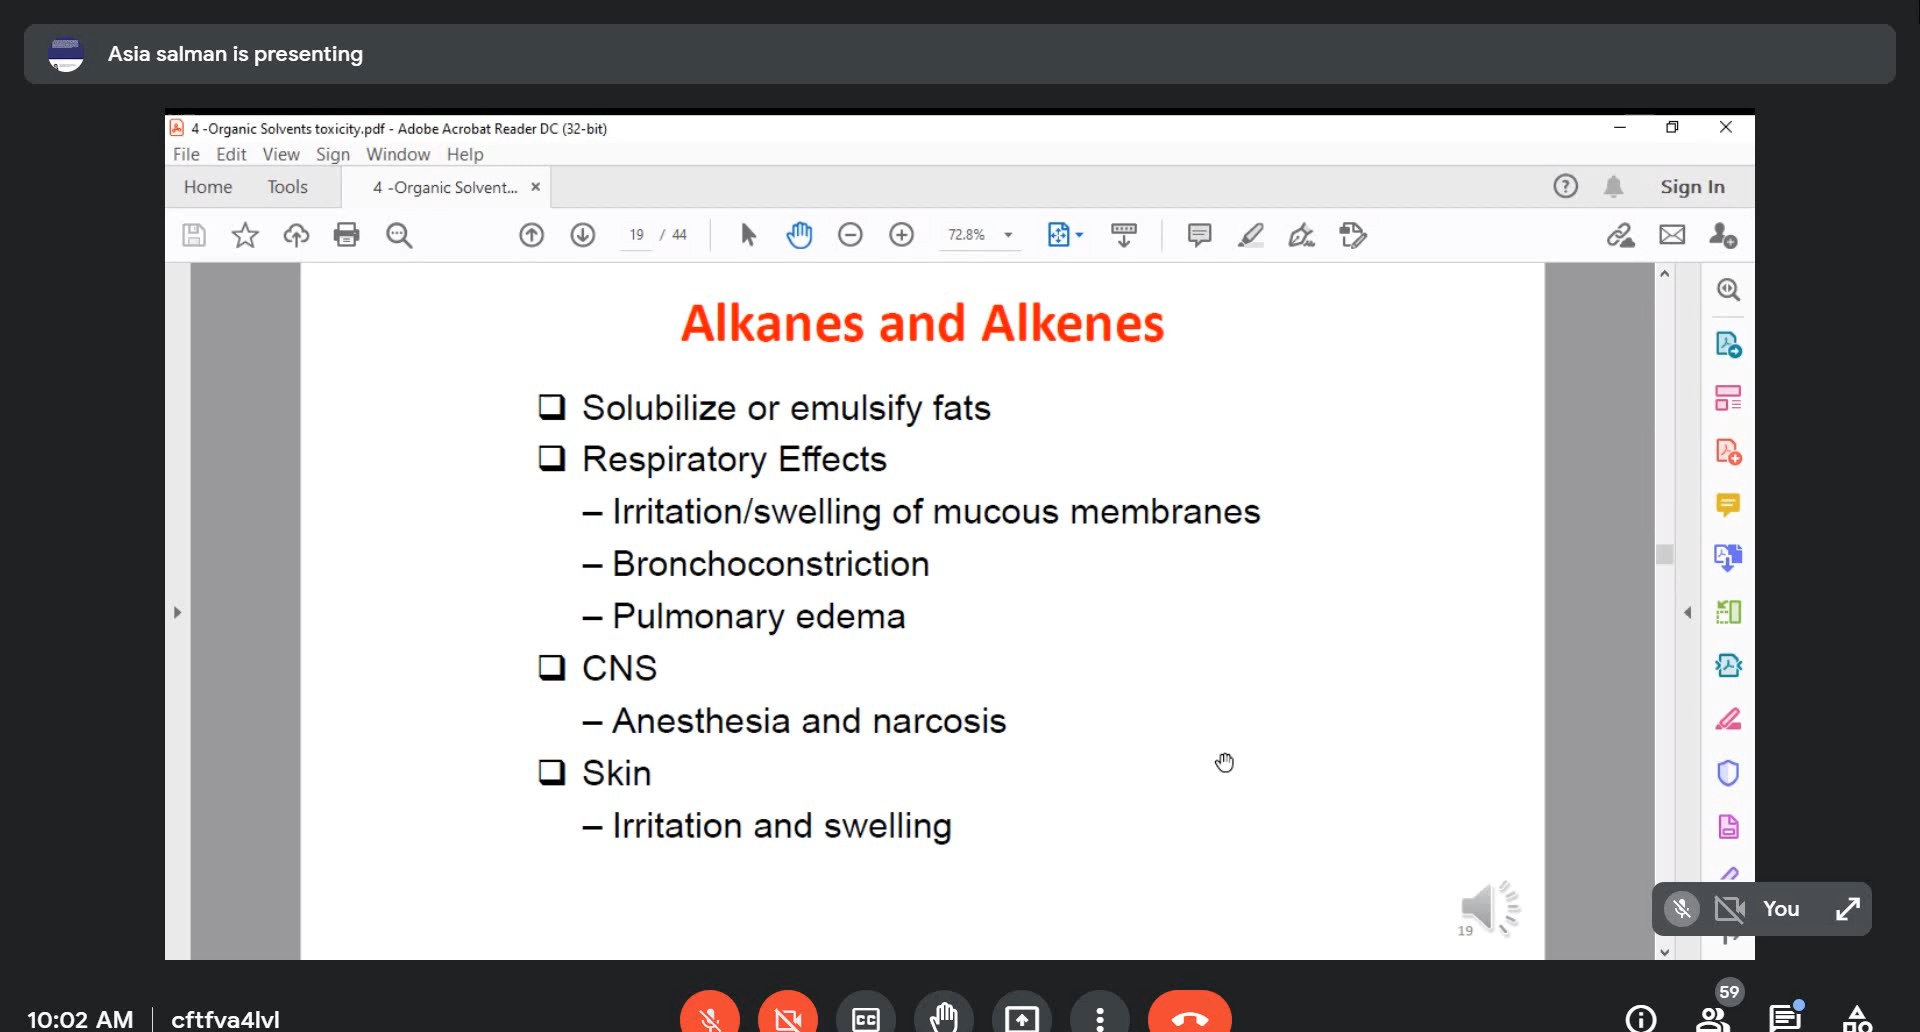 Asia salman is presenting
4 -Organic Solvents toxicity.pdf - Adobe Acrobat Reader DC (32-bit)
File Edit View Sign Window Help
Home Tools 4 -Organic Solvent... × Sign In
19 / 44 72.8%
Alkanes and Alkenes
❑ Solubilize or emulsify fats
❑ Respiratory Effects
– Irritation/swelling of mucous membranes
– Bronchoconstriction
– Pulmonary edema
❑ CNS
– Anesthesia and narcosis
❑ Skin
– Irritation and swelling
19
You
59
10:02 AM | cftfva4lvl
CC